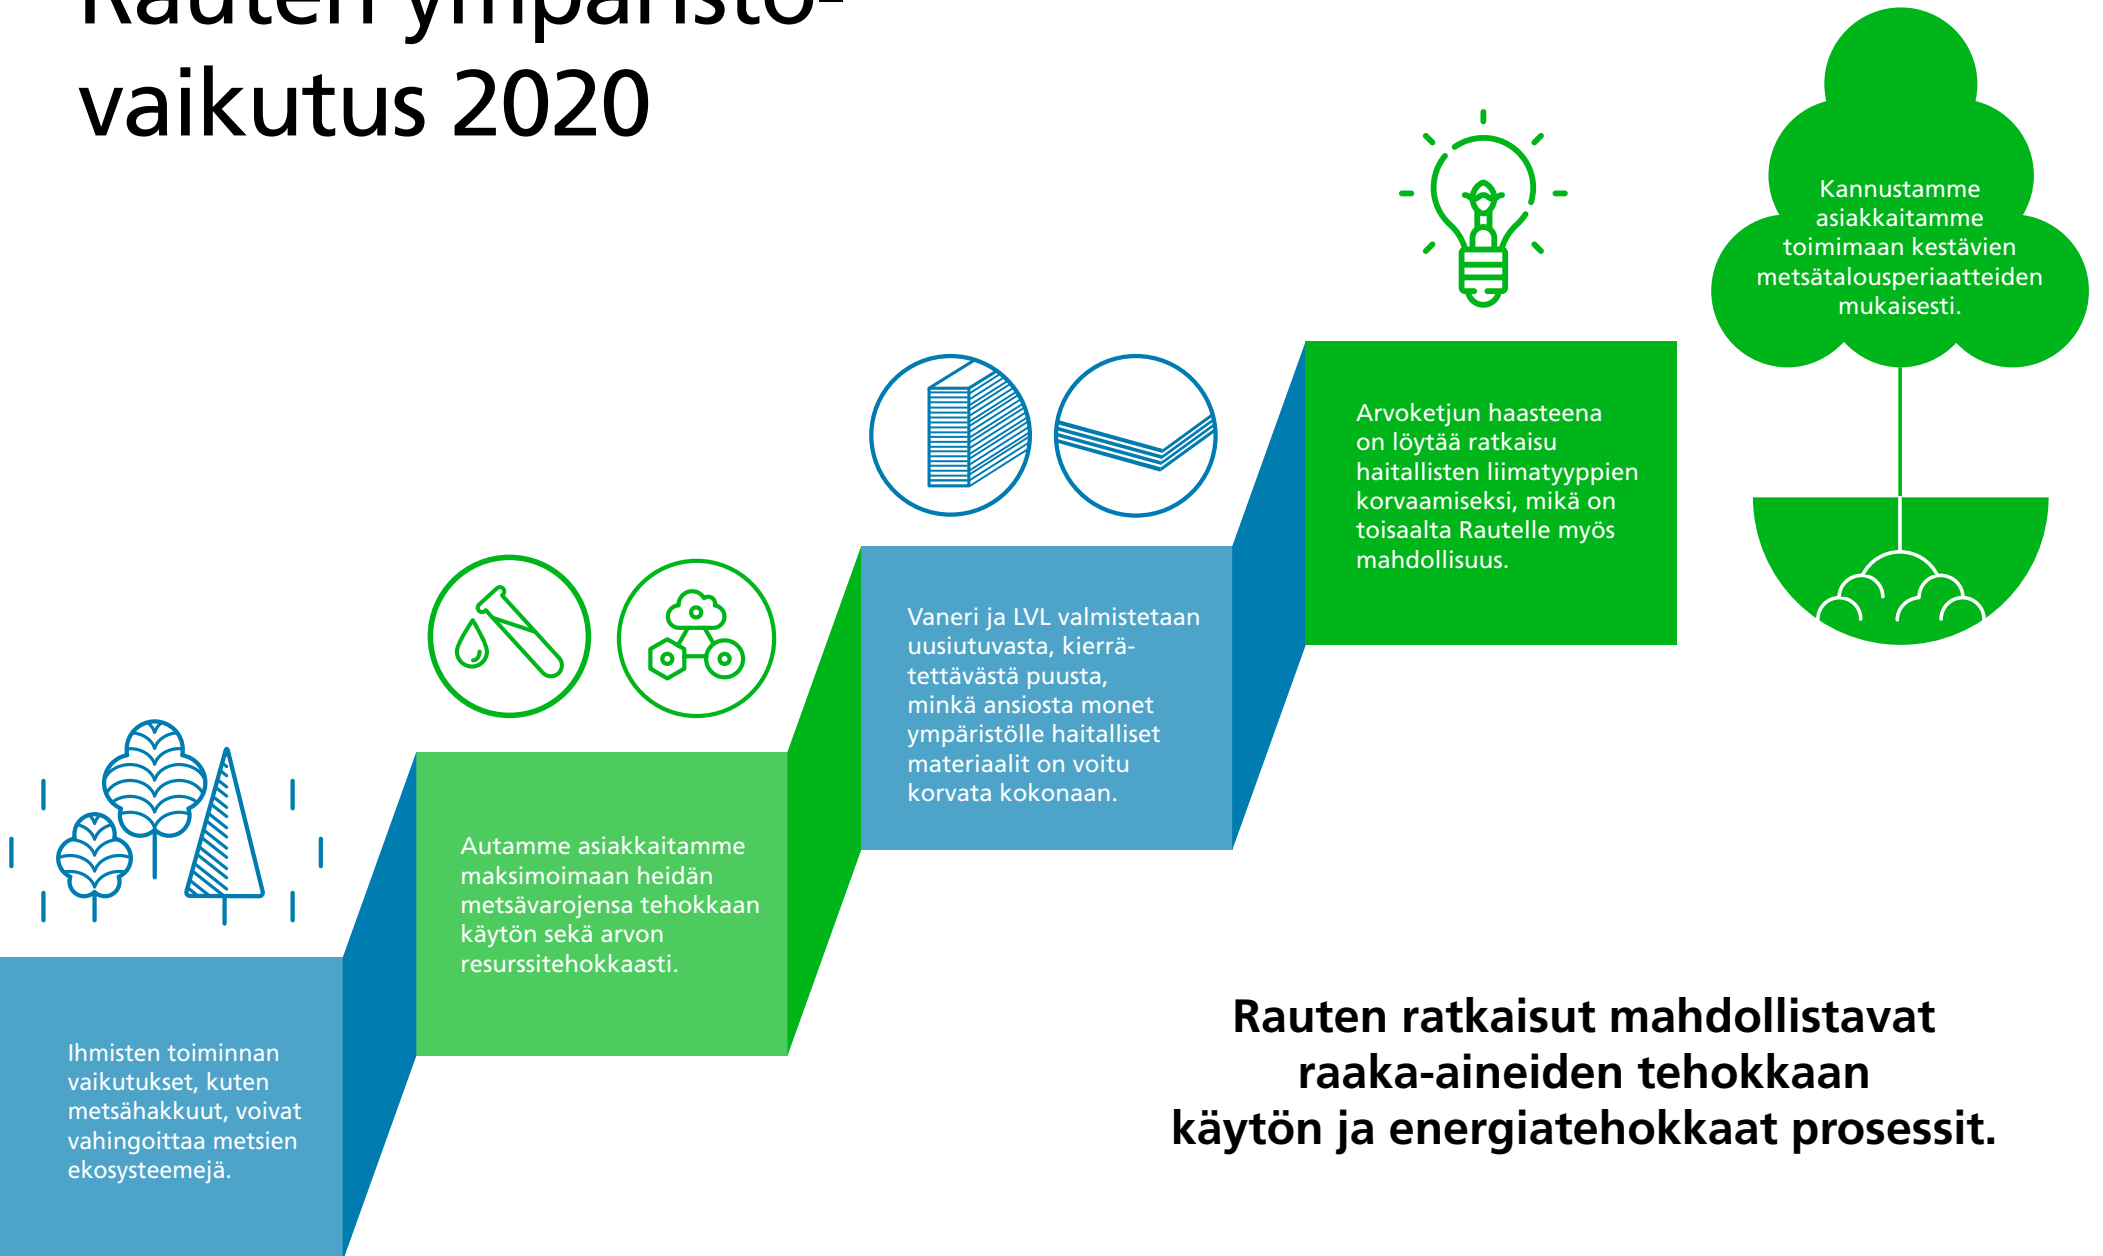 Rauten ympäristö-
vaikutus 2020
Kannustamme
asiakkaitamme
toimimaan kestävien
metsätalousperiaatteiden
mukaisesti.
Arvoketjun haasteena
on löytää ratkaisu
haitallisten liimatyyppien
korvaamiseksi, mikä on
toisaalta Rautelle myös
mahdollisuus.
Vaneri ja LVL valmistetaan
uusiutuvasta, kierrä-
tettävästä puusta,
minkä ansiosta monet
ympäristölle haitalliset
materiaalit on voitu
korvata kokonaan.
Autamme asiakkaitamme
maksimoimaan heidän
metsävarojensa tehokkaan
käytön sekä arvon
resurssitehokkaasti.
Ihmisten toiminnan
vaikutukset, kuten
metsähakkuut, voivat
vahingoittaa metsien
ekosysteemejä.
Rauten ratkaisut mahdollistavat
raaka-aineiden tehokkaan
käytön ja energiatehokkaat prosessit.